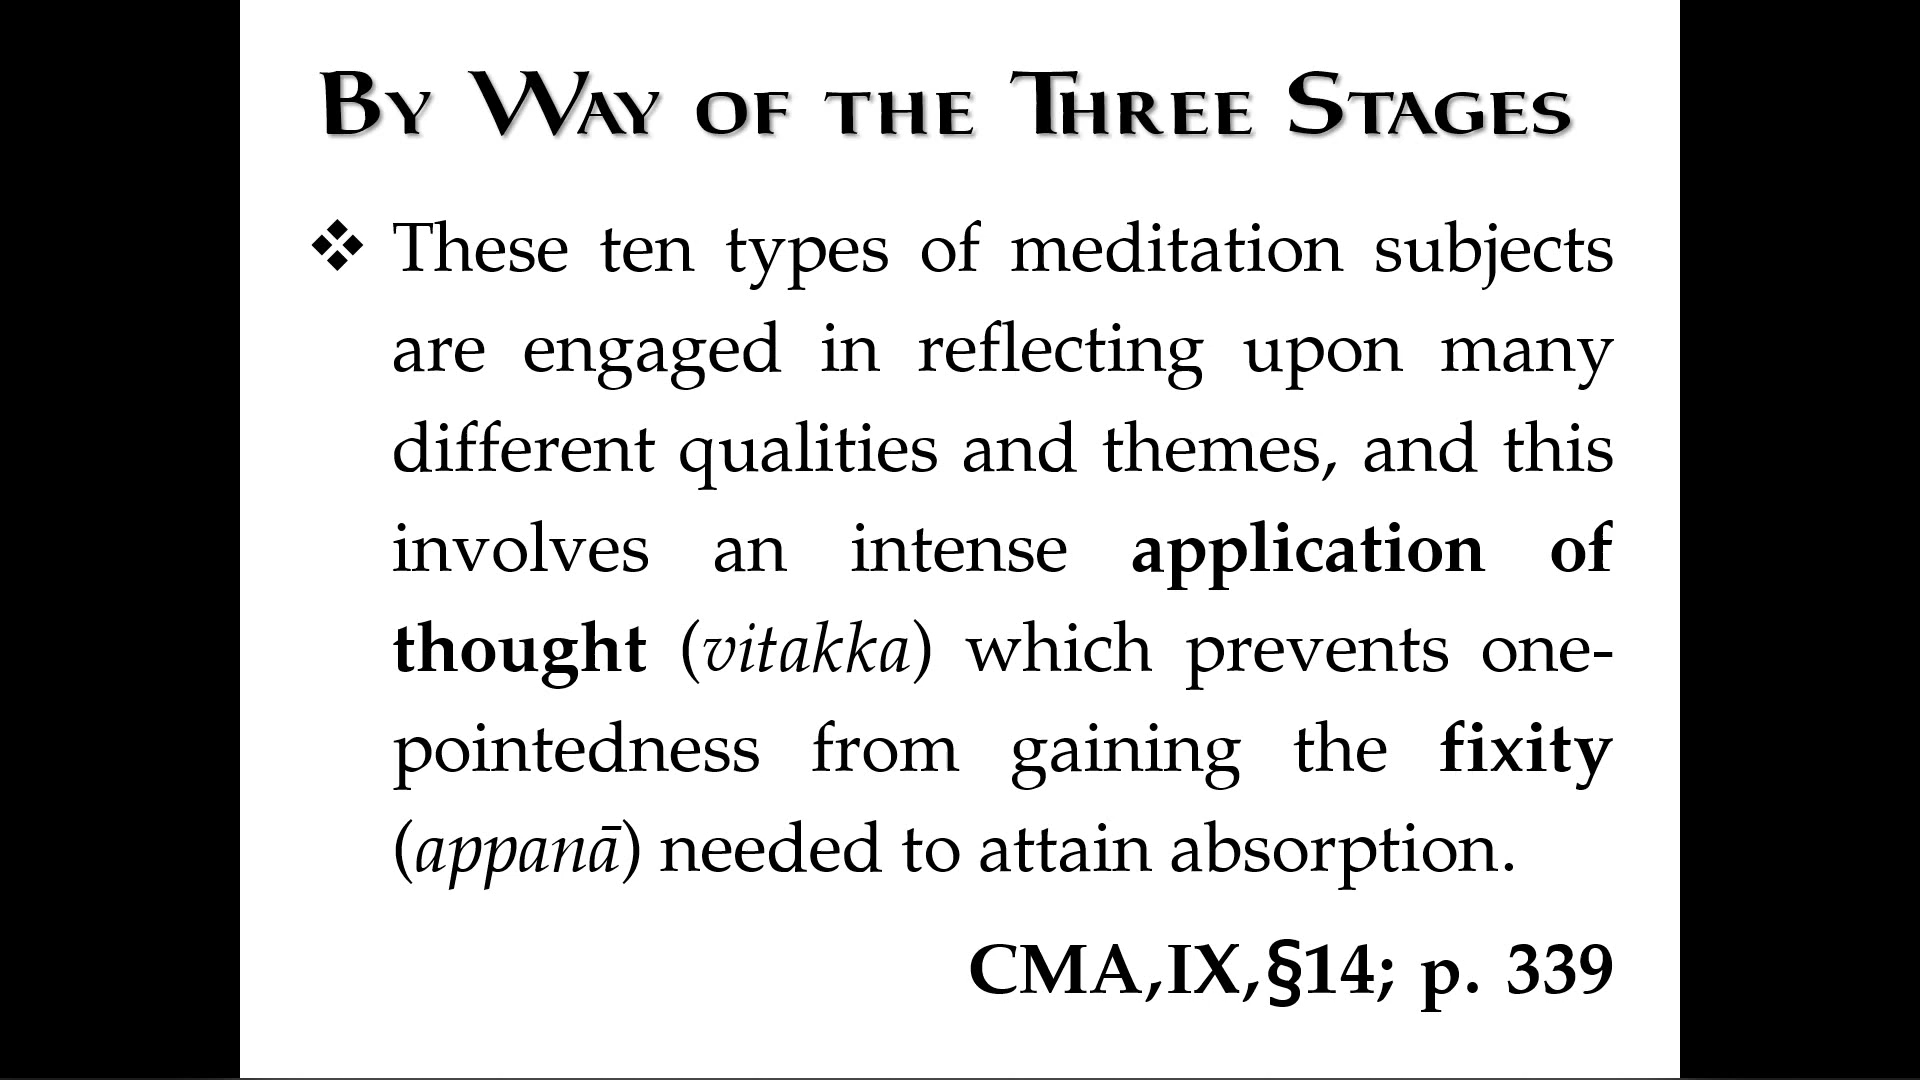 By Way of the Three Stages
❖ These ten types of meditation subjects
are engaged in reflecting upon many
different qualities and themes, and this
involves an intense application of
thought (vitakka) which prevents one-
pointedness from gaining the fixity
(appanā) needed to attain absorption.
CMA,IX,§14; p. 339